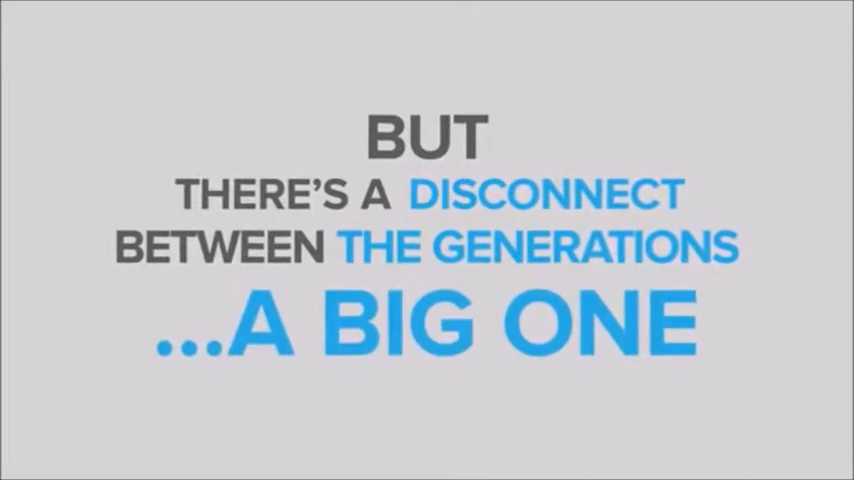 BUT
THERE’S A DISCONNECT
BETWEEN THE GENERATIONS
...A BIG ONE